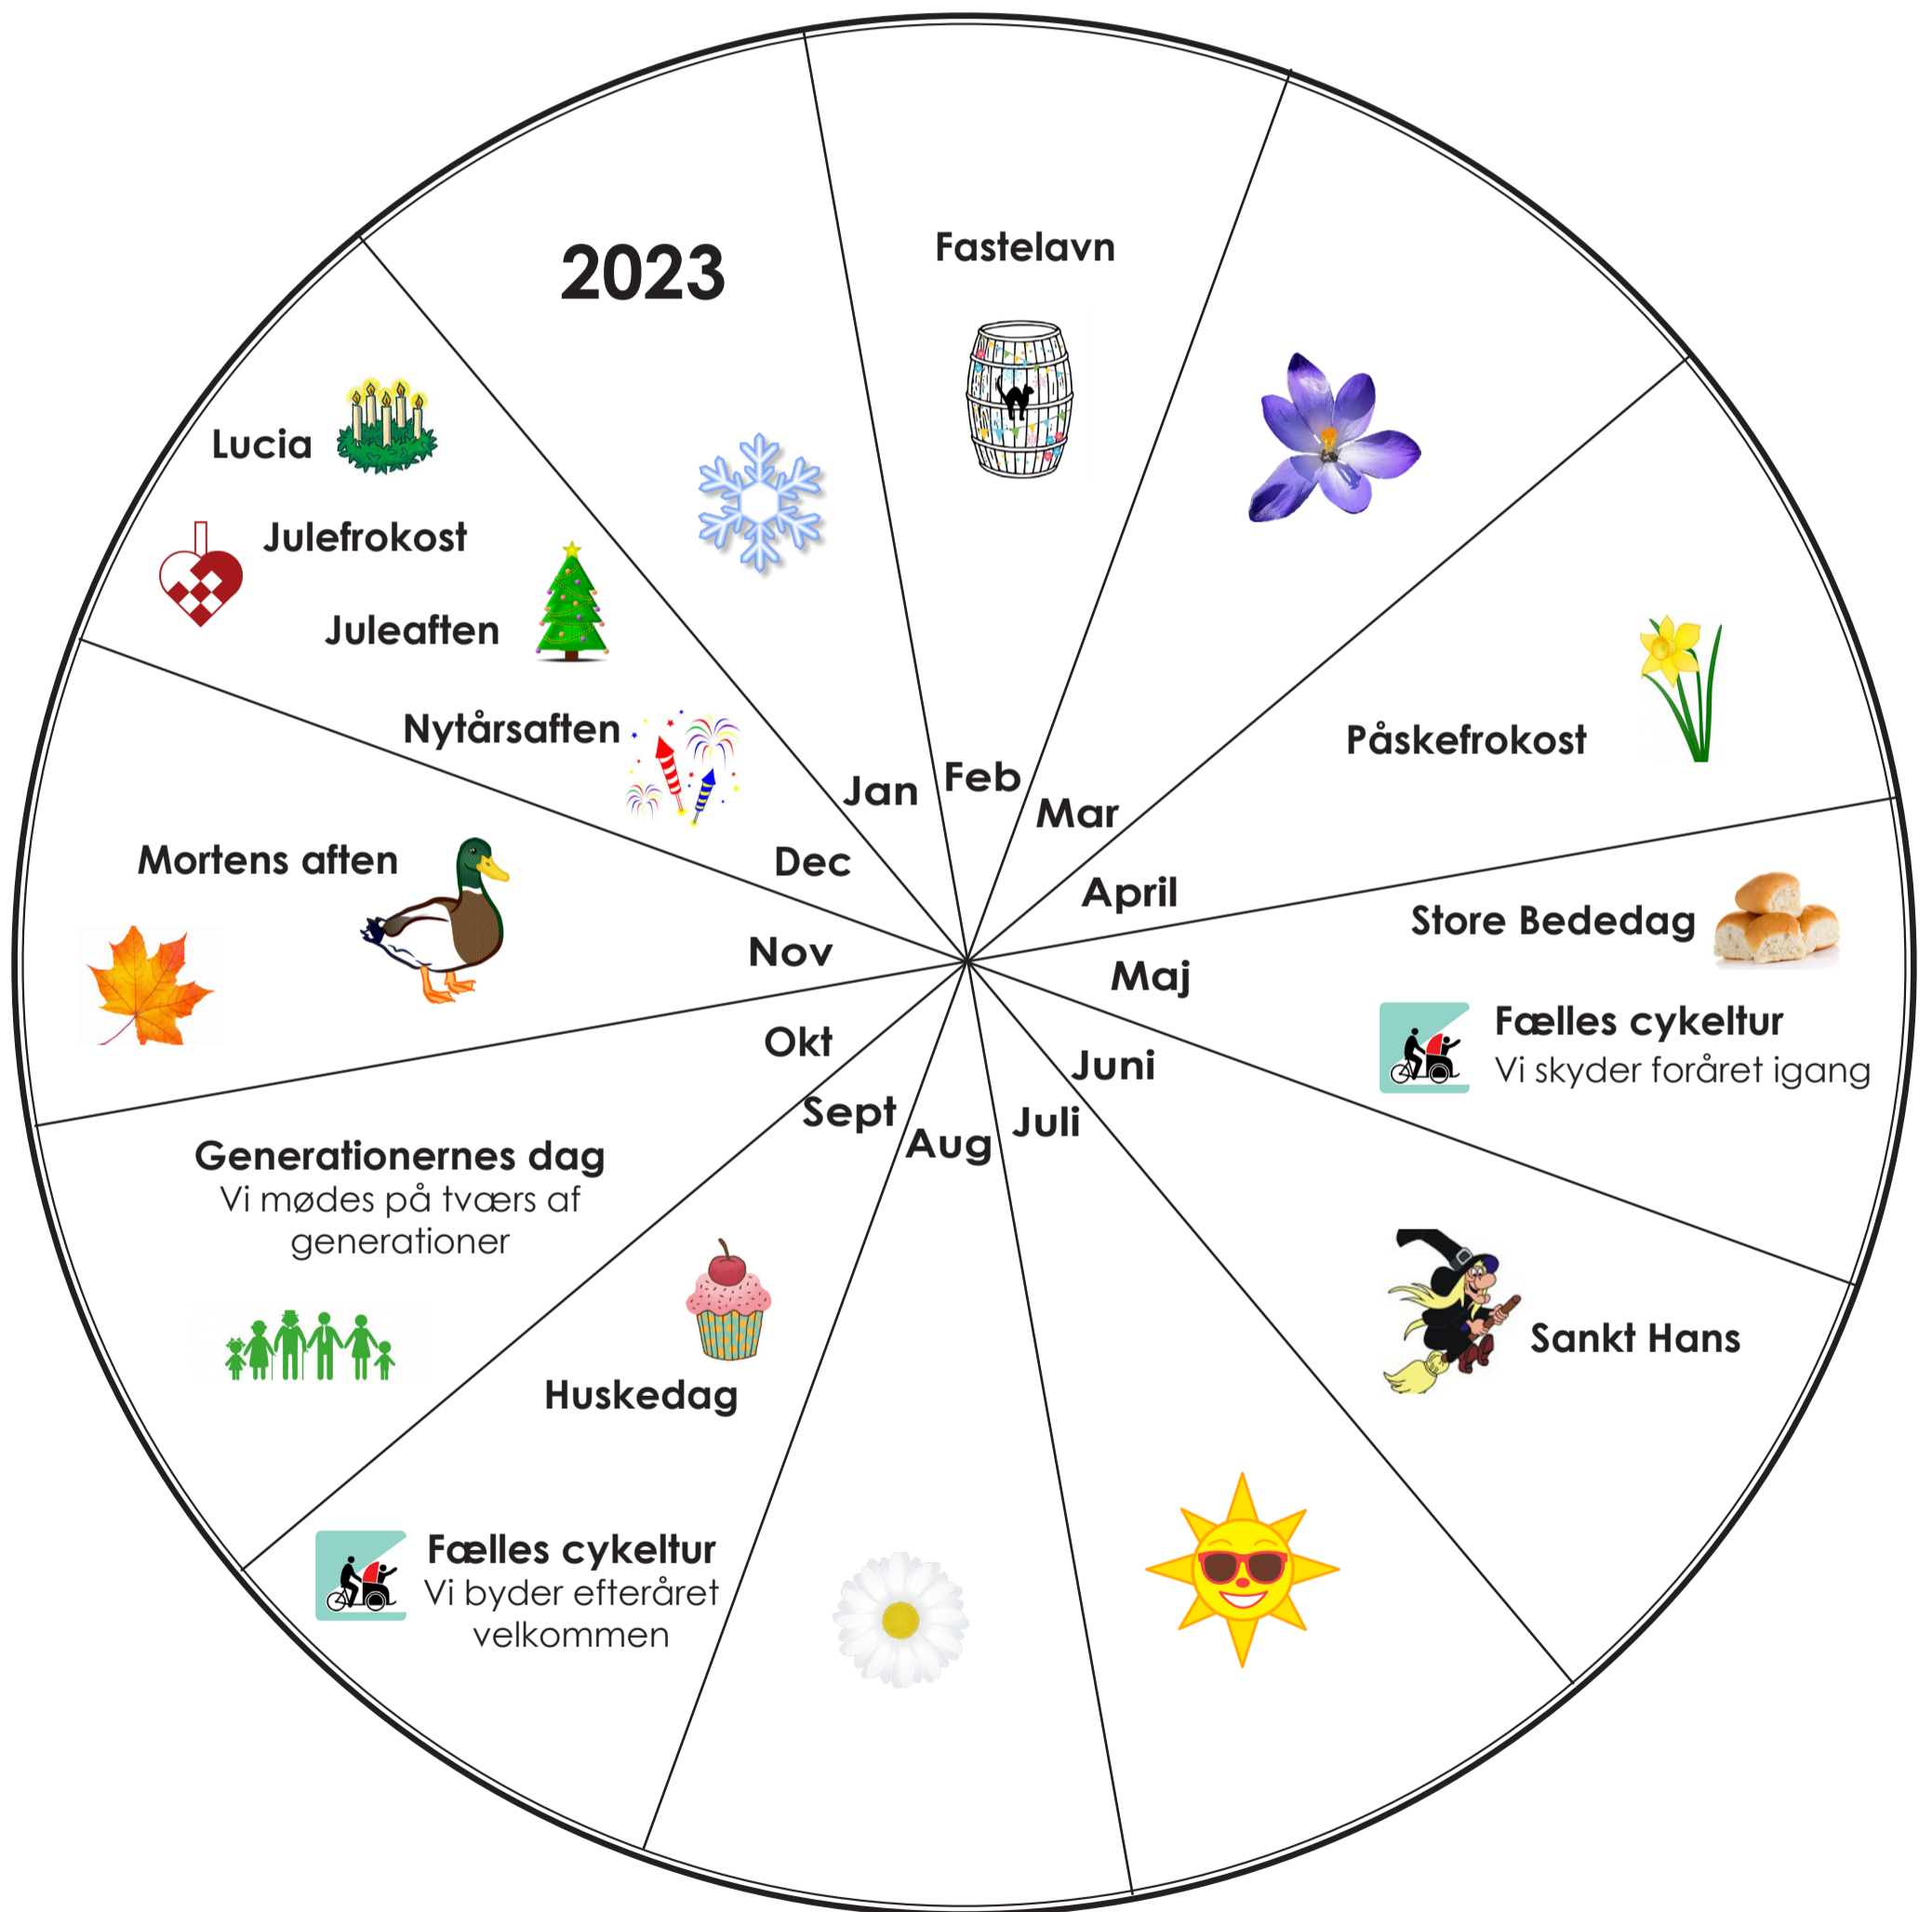 2023
Jan
Fastelavn
Feb
Mar
Påskefrokost
April
Store Bededag
Fælles cykeltur
Vi skyder foråret igang
Maj
Sankt Hans
Juni
Juli
Aug
Huskedag
Fælles cykeltur
Vi byder efteråret
velkommen
Sept
Generationernes dag
Vi mødes på tværs af
generationer
Okt
Mortens aften
Nov
Lucia
Julefrokost
Juleaften
Nytårsaften
Dec